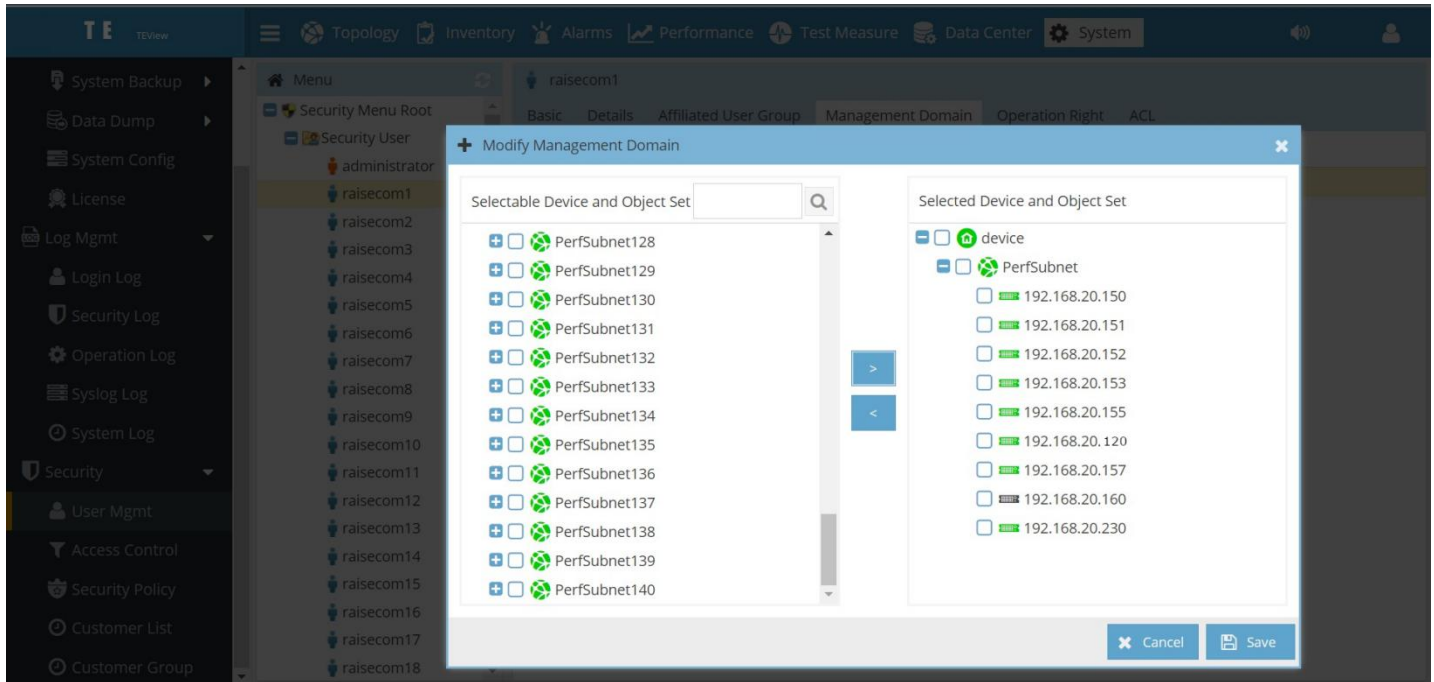 TE TEView
Topology Inventory Alarms Performance Test Measure Data Center System
System Backup
Data Dump
System Config
License
Log Mgmt
Login Log
Security Log
Operation Log
Syslog Log
System Log
Security
User Mgmt
Access Control
Security Policy
Customer List
Customer Group
Menu
Security Menu Root
Security User
administrator
raisecom1
raisecom2
raisecom3
raisecom4
raisecom5
raisecom6
raisecom7
raisecom8
raisecom9
raisecom10
raisecom11
raisecom12
raisecom13
raisecom14
raisecom15
raisecom16
raisecom17
raisecom18
raisecom1
Basic Details Affiliated User Group Management Domain Operation Right ACL
Modify Management Domain
Selectable Device and Object Set
PerfSubnet128
PerfSubnet129
PerfSubnet130
PerfSubnet131
PerfSubnet132
PerfSubnet133
PerfSubnet134
PerfSubnet135
PerfSubnet136
PerfSubnet137
PerfSubnet138
PerfSubnet139
PerfSubnet140
>
<
Selected Device and Object Set
device
PerfSubnet
192.168.20.150
192.168.20.151
192.168.20.152
192.168.20.153
192.168.20.155
192.168.20.120
192.168.20.157
192.168.20.160
192.168.20.230
Cancel Save